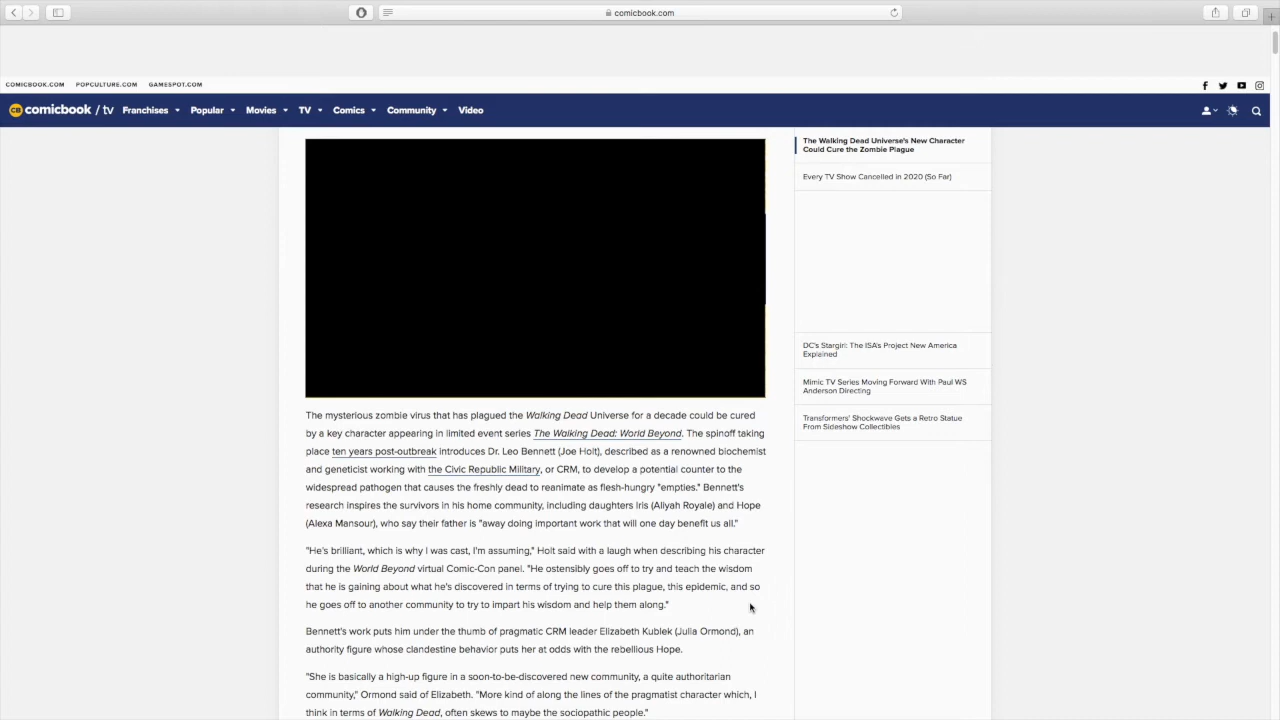 comicbook.com
COMICBOOK.COM POPCULTURE.COM GAMESPOT.COM
CB comicbook / tv Franchises Popular Movies TV Comics Community Video
The Walking Dead Universe's New Character
Could Cure the Zombie Plague
Every TV Show Cancelled in 2020 (So Far)
DC's Stargirl: The ISA's Project New America
Explained
Mimic TV Series Moving Forward With Paul WS
Anderson Directing
Transformers' Shockwave Gets a Retro Statue
From Sideshow Collectibles
The mysterious zombie virus that has plagued the Walking Dead Universe for a decade could be cured
by a key character appearing in limited event series The Walking Dead: World Beyond. The spinoff taking
place ten years post-outbreak introduces Dr. Leo Bennett (Joe Holt), described as a renowned biochemist
and geneticist working with the Civic Republic Military, or CRM, to develop a potential counter to the
widespread pathogen that causes the freshly dead to reanimate as flesh-hungry "empties." Bennett's
research inspires the survivors in his home community, including daughters Iris (Aliyah Royale) and Hope
(Alexa Mansour), who say their father is "away doing important work that will one day benefit us all."
"He's brilliant, which is why I was cast, I'm assuming," Holt said with a laugh when describing his character
during the World Beyond virtual Comic-Con panel. "He ostensibly goes off to try and teach the wisdom
that he is gaining about what he's discovered in terms of trying to cure this plague, this epidemic, and so
he goes off to another community to try to impart his wisdom and help them along."
Bennett's work puts him under the thumb of pragmatic CRM leader Elizabeth Kublek (Julia Ormond), an
authority figure whose clandestine behavior puts her at odds with the rebellious Hope.
"She is basically a high-up figure in a soon-to-be-discovered new community, a quite authoritarian
community," Ormond said of Elizabeth. "More kind of along the lines of the pragmatist character which, I
think in terms of Walking Dead, often skews to maybe the sociopathic people."